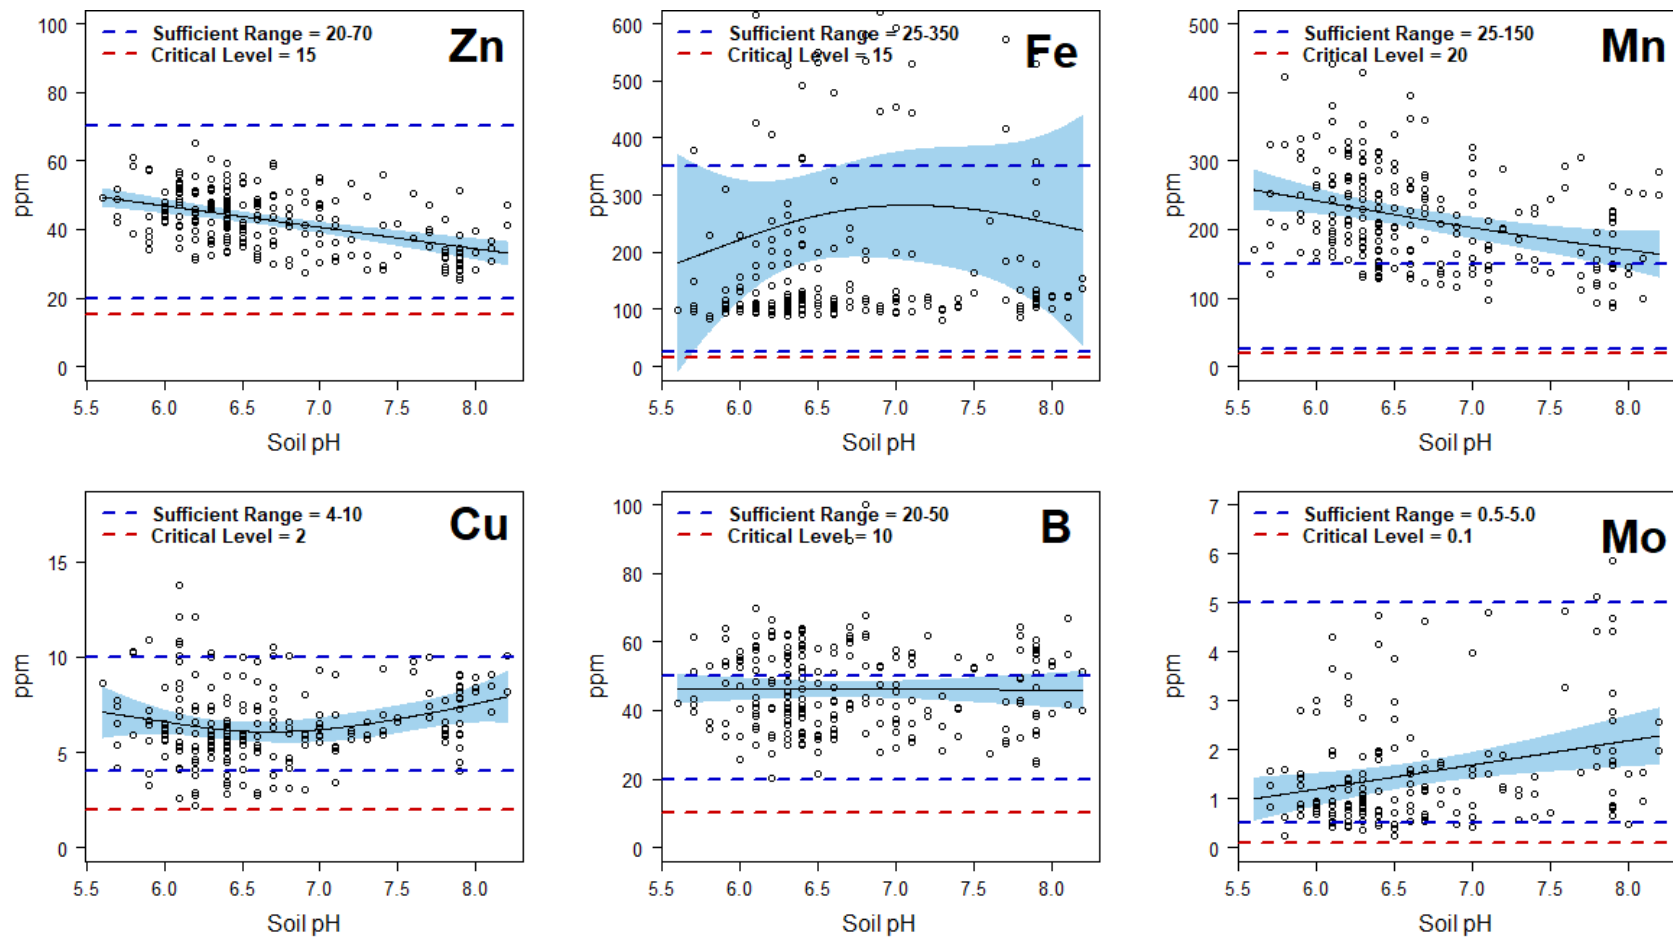 Sufficient Range = 20-70
Critical Level = 15
Zn
100
80
60
40
20
0
ppm
5.5 6.0 6.5 7.0 7.5 8.0
Soil pH
Sufficient Range = 25-350
Critical Level = 15
Fe
600
500
400
300
200
100
0
ppm
5.5 6.0 6.5 7.0 7.5 8.0
Soil pH
Sufficient Range = 25-150
Critical Level = 20
Mn
500
400
300
200
100
0
ppm
5.5 6.0 6.5 7.0 7.5 8.0
Soil pH
Sufficient Range = 4-10
Critical Level = 2
Cu
15
10
5
0
ppm
5.5 6.0 6.5 7.0 7.5 8.0
Soil pH
Sufficient Range = 20-50
Critical Level = 10
B
100
80
60
40
20
0
ppm
5.5 6.0 6.5 7.0 7.5 8.0
Soil pH
Sufficient Range = 0.5-5.0
Critical Level = 0.1
Mo
7
6
5
4
3
2
1
0
ppm
5.5 6.0 6.5 7.0 7.5 8.0
Soil pH